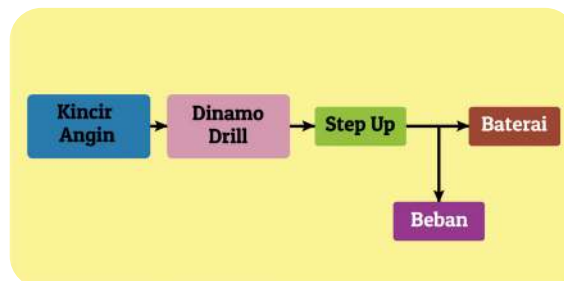 Kincir
Angin
Dinamo
Drill
Step Up
Baterai
Beban